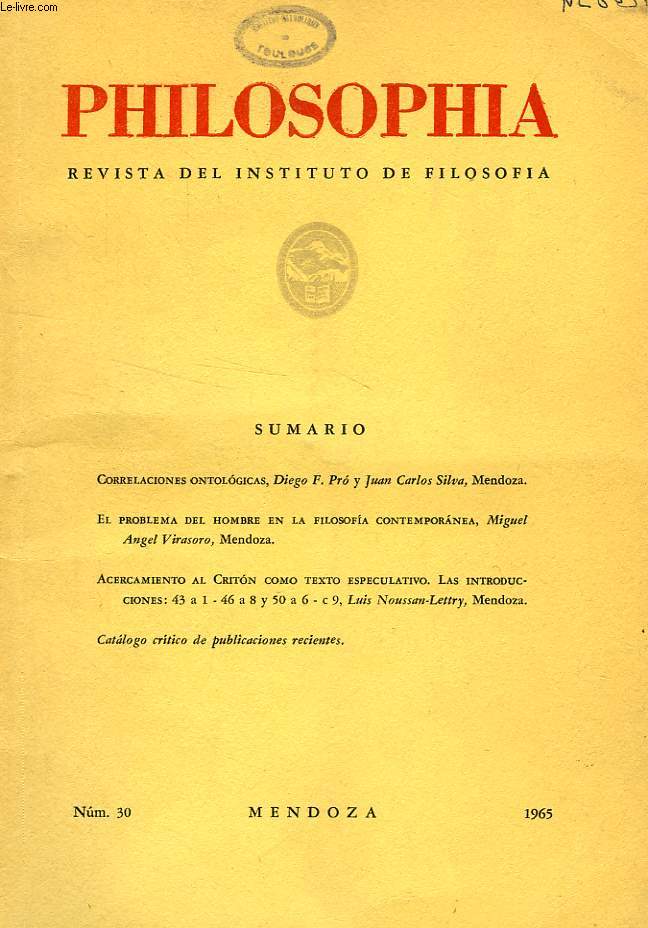 Le-livre.com
TOULOUSE
PHILOSOPHIA
REVISTA DEL INSTITUTO DE FILOSOFIA
SUMARIO
CORRELACIONES ONTOLÓGICAS, Diego F. Pró y Juan Carlos Silva, Mendoza.
EL PROBLEMA DEL HOMBRE EN LA FILOSOFÍA CONTEMPORÁNEA, Miguel
Angel Virasoro, Mendoza.
ACERCAMIENTO AL CRITÓN COMO TEXTO ESPECULATIVO. LAS INTRODUC-
CIONES: 43 a 1 - 46 a 8 y 50 a 6 - c 9, Luis Noussan-Lettry, Mendoza.
Catálogo crítico de publicaciones recientes.
Núm. 30 MENDOZA 1965